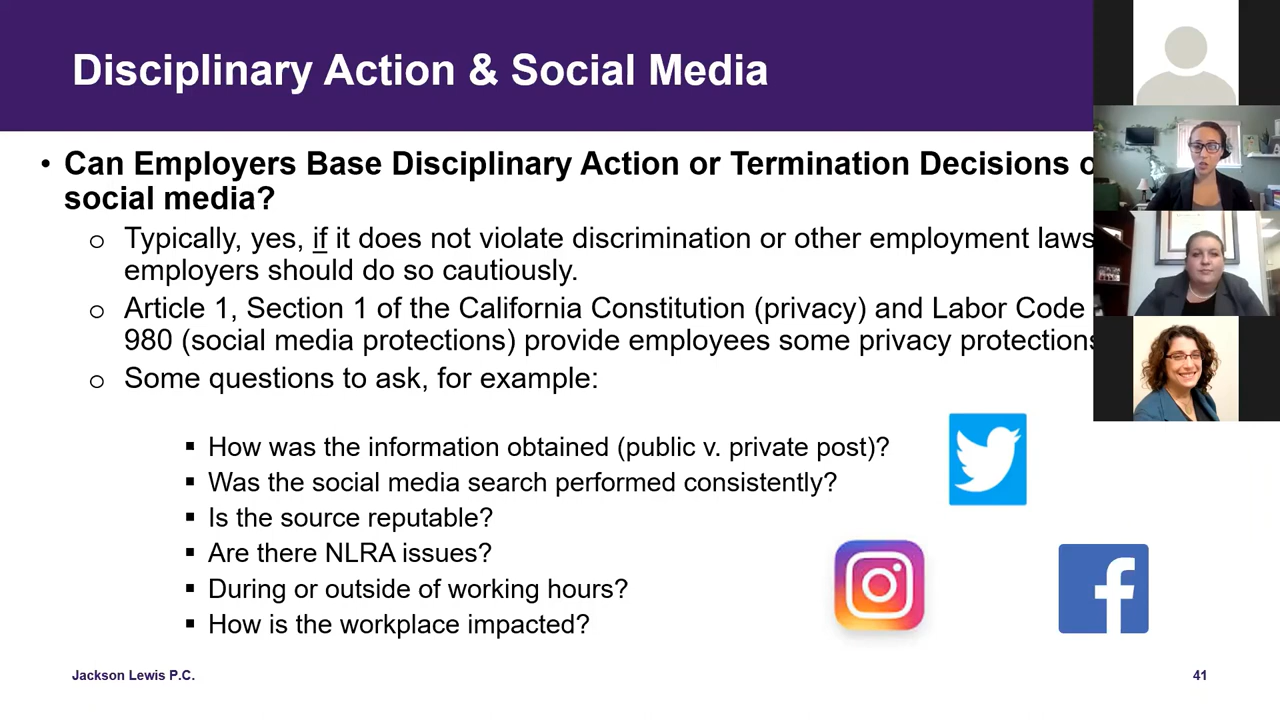 Disciplinary Action & Social Media
• Can Employers Base Disciplinary Action or Termination Decisions
social media?
o Typically, yes, if it does not violate discrimination or other employment laws
employers should do so cautiously.
o Article 1, Section 1 of the California Constitution (privacy) and Labor Code
980 (social media protections) provide employees some privacy protections
o Some questions to ask, for example:
▪ How was the information obtained (public v. private post)?
▪ Was the social media search performed consistently?
▪ Is the source reputable?
▪ Are there NLRA issues?
▪ During or outside of working hours?
▪ How is the workplace impacted?
Jackson Lewis P.C.
41